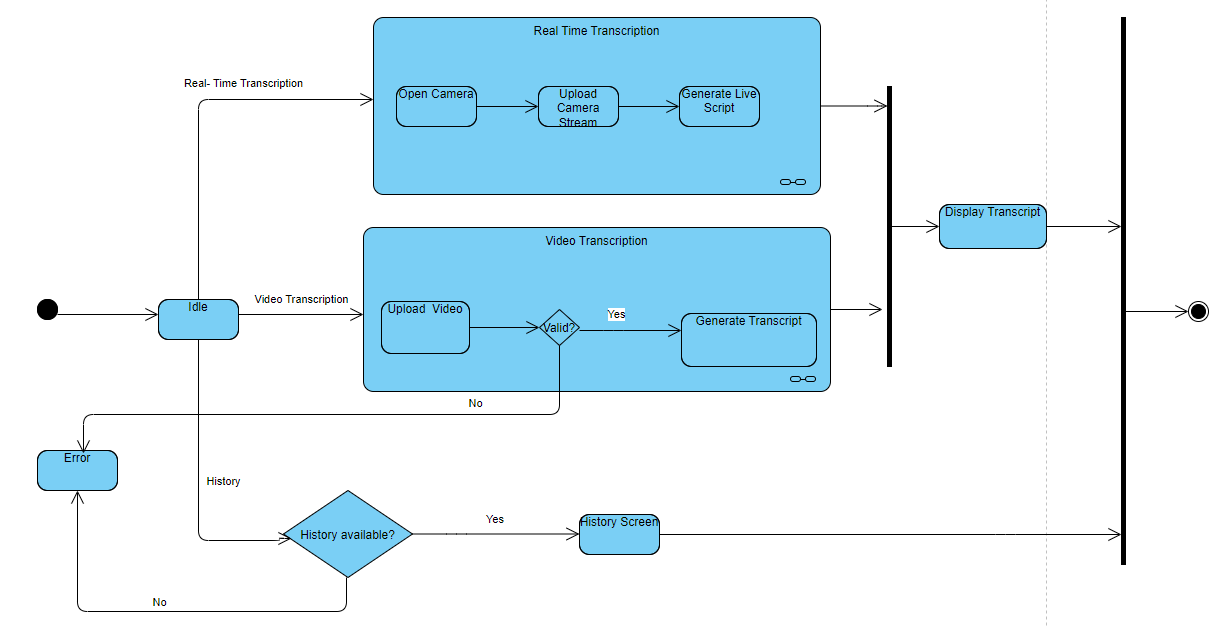 Real Time Transcription
Real- Time Transcription
Open Camera
Upload
Camera
Stream
Generate Live
Script
Video Transcription
Idle
Video Transcription
Upload  Video
Valid?
Yes
Generate Transcript
Display Transcript
No
Error
History
History available?
Yes
History Screen
No